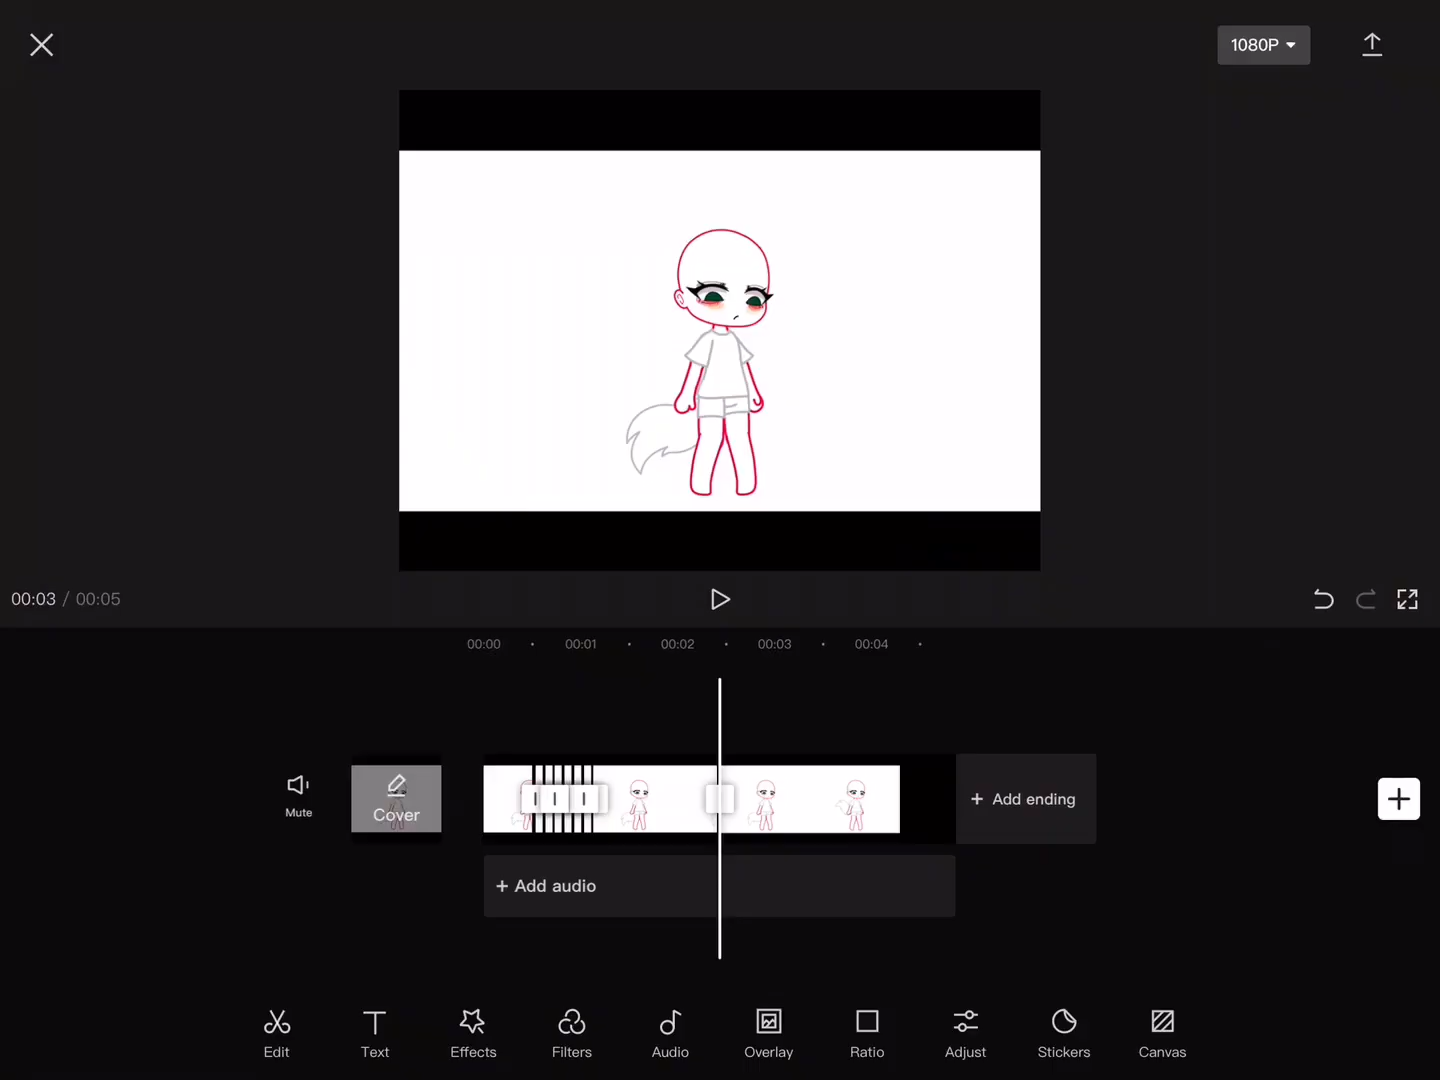 1080P
00:03 / 00:05
00:00 00:01 00:02 00:03 00:04
Mute
Cover
+ Add ending
+ Add audio
Edit Text Effects Filters Audio Overlay Ratio Adjust Stickers Canvas